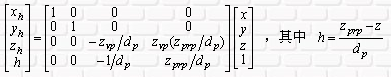 [x_h; y_h; z_h; h] = [1 0 0 0; 0 1 0 0; 0 0 -z_vp/d_p z_vp(z_prp/d_p); 0 0 -1/d_p z_prp/d_p] [x; y; z; 1] ，其中 h = (z_prp - z)/d_p